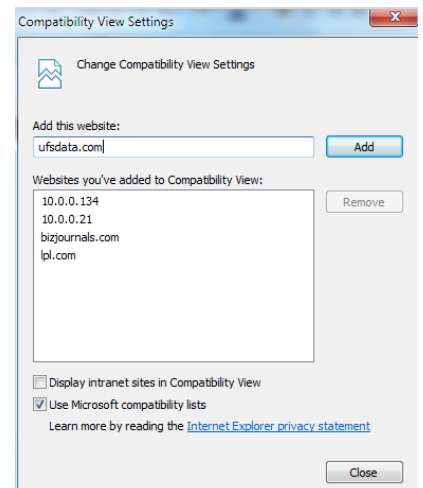 Compatibility View Settings
Change Compatibility View Settings
Add this website:
ufsdata.com
Add
Websites you've added to Compatibility View:
10.0.0.134
Remove
10.0.0.21
bizjournals.com
lpl.com
Display intranet sites in Compatibility View
Use Microsoft compatibility lists
Learn more by reading the Internet Explorer privacy statement
Close